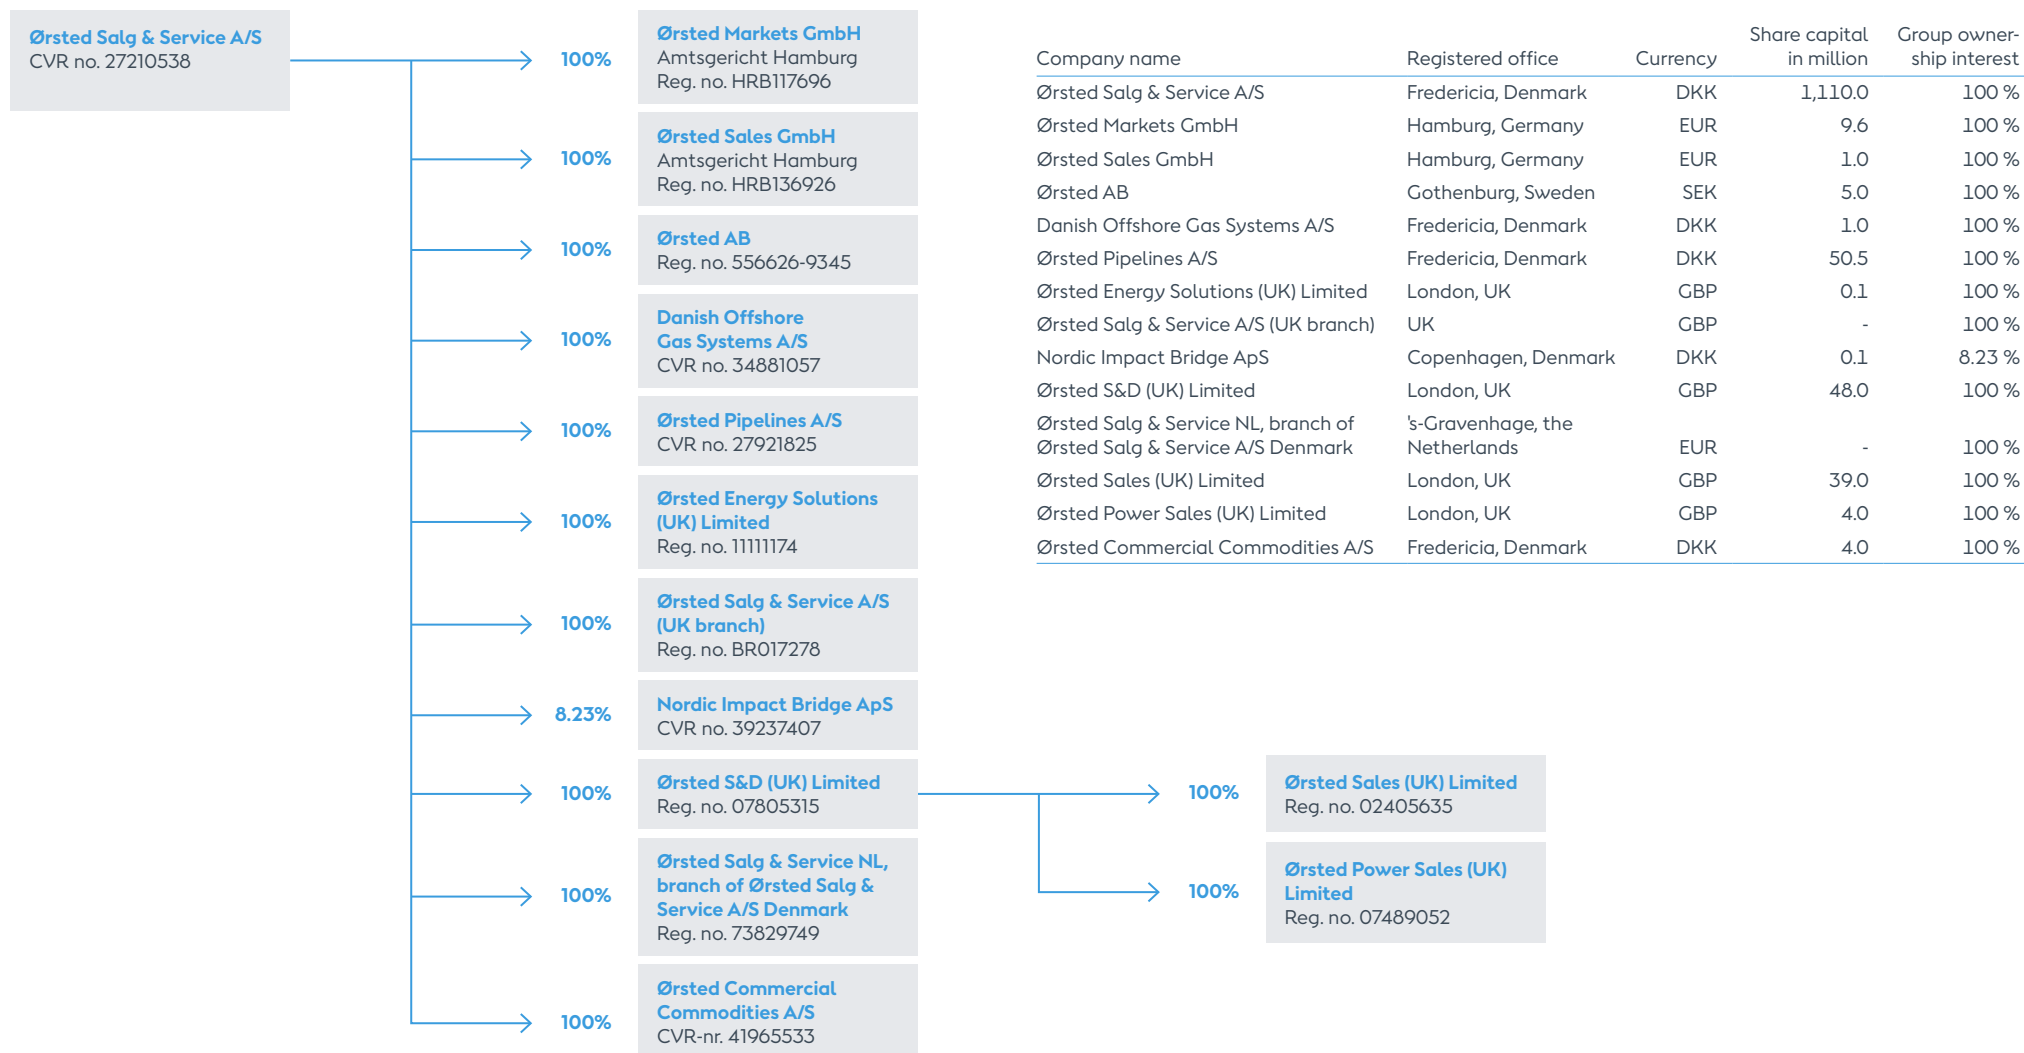 Ørsted Salg & Service A/S
CVR no. 27210538
100%
Ørsted Markets GmbH
Amtsgericht Hamburg
Reg. no. HRB117696
100%
Ørsted Sales GmbH
Amtsgericht Hamburg
Reg. no. HRB136926
100%
Ørsted AB
Reg. no. 556626-9345
100%
Danish Offshore
Gas Systems A/S
CVR no. 34881057
100%
Ørsted Pipelines A/S
CVR no. 27921825
100%
Ørsted Energy Solutions
(UK) Limited
Reg. no. 11111174
100%
Ørsted Salg & Service A/S
(UK branch)
Reg. no. BR017278
8.23%
Nordic Impact Bridge ApS
CVR no. 39237407
100%
Ørsted S&D (UK) Limited
Reg. no. 07805315
100%
Ørsted Sales (UK) Limited
Reg. no. 02405635
100%
Ørsted Power Sales (UK)
Limited
Reg. no. 07489052
100%
Ørsted Salg & Service NL,
branch of Ørsted Salg &
Service A/S Denmark
Reg. no. 73829749
100%
Ørsted Commercial
Commodities A/S
CVR-nr. 41965533
Share capital Group owner-
Company name Registered office Currency in million ship interest
Ørsted Salg & Service A/S Fredericia, Denmark DKK 1,110.0 100 %
Ørsted Markets GmbH Hamburg, Germany EUR 9.6 100 %
Ørsted Sales GmbH Hamburg, Germany EUR 1.0 100 %
Ørsted AB Gothenburg, Sweden SEK 5.0 100 %
Danish Offshore Gas Systems A/S Fredericia, Denmark DKK 1.0 100 %
Ørsted Pipelines A/S Fredericia, Denmark DKK 50.5 100 %
Ørsted Energy Solutions (UK) Limited London, UK GBP 0.1 100 %
Ørsted Salg & Service A/S (UK branch) UK GBP - 100 %
Nordic Impact Bridge ApS Copenhagen, Denmark DKK 0.1 8.23 %
Ørsted S&D (UK) Limited London, UK GBP 48.0 100 %
Ørsted Salg & Service NL, branch of 's-Gravenhage, the
Ørsted Salg & Service A/S Denmark Netherlands EUR - 100 %
Ørsted Sales (UK) Limited London, UK GBP 39.0 100 %
Ørsted Power Sales (UK) Limited London, UK GBP 4.0 100 %
Ørsted Commercial Commodities A/S Fredericia, Denmark DKK 4.0 100 %